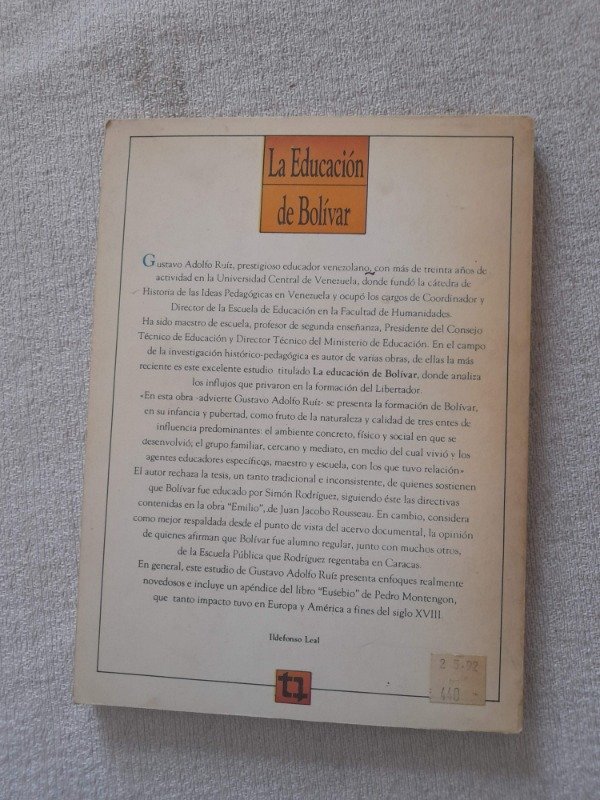 La Educación
de Bolívar
Gustavo Adolfo Ruíz, prestigioso educador venezolano, con más de treinta años de
actividad en la Universidad Central de Venezuela, donde fundó la cátedra de
Historia de las Ideas Pedagógicas en Venezuela y ocupó los cargos de Coordinador y
Director de la Escuela de Educación en la Facultad de Humanidades.
Ha sido maestro de escuela, profesor de segunda enseñanza, Presidente del Consejo
Técnico de Educación y Director Técnico del Ministerio de Educación. En el campo
de la investigación histórico-pedagógica es autor de varias obras, de ellas la más
reciente es este excelente estudio titulado La educación de Bolívar, donde analiza
los influjos que privaron en la formación del Libertador.
«En esta obra -advierte Gustavo Adolfo Ruíz- se presenta la formación de Bolívar,
en su infancia y pubertad, como fruto de la naturaleza y calidad de tres entes de
influencia predominantes: el ambiente concreto, físico y social en que se
desenvolvió; el grupo familiar, cercano y mediato, en medio del cual vivió y los
agentes educadores específicos, maestro y escuela, con los que tuvo relación»
El autor rechaza la tesis, un tanto tradicional e inconsistente, de quienes sostienen
que Bolívar fue educado por Simón Rodríguez, siguiendo éste las directivas
contenidas en la obra "Emilio", de Juan Jacobo Rousseau. En cambio, considera
como mejor respaldada desde el punto de vista del acervo documental, la opinión
de quienes afirman que Bolívar fue alumno regular, junto con muchos otros,
de la Escuela Pública que Rodríguez regentaba en Caracas.
En general, este estudio de Gustavo Adolfo Ruíz presenta enfoques realmente
novedosos e incluye un apéndice del libro "Eusebio" de Pedro Montengon,
que tanto impacto tuvo en Europa y América a fines del siglo XVIII.
Ildefonso Leal
440